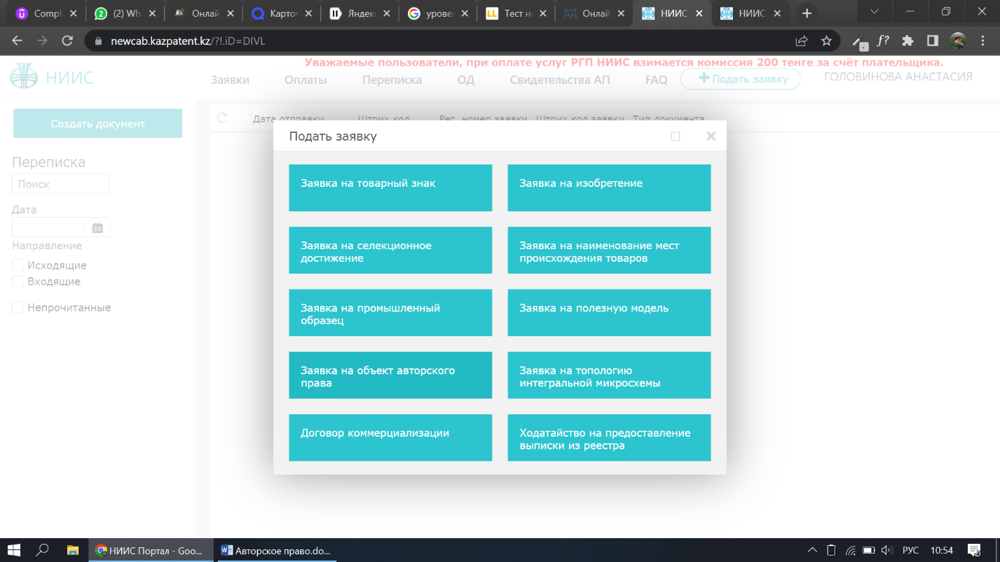 Compl
(2) Wha
Онлай
Карточ
Яндекс
уровен
Тест на
Онлай
НИИС
НИИС
newcab.kazpatent.kz/?!.iD=DIVL
Уважаемые пользователи, при оплате услуг РГП НИИС взимается комиссия 200 тенге за счёт плательщика.
НИИС
Заявки
Оплаты
Переписка
ОД
Свидетельства АП
FAQ
Подать заявку
ГОЛОВИНОВА АНАСТАСИЯ
Создать документ
Дата отправки
Штрих код
Рег. номер заявки
Штрих код заявки
Тип документа
Переписка
Поиск
Дата
29
Направление
Исходящие
Входящие
Непрочитанные
Подать заявку
Заявка на товарный знак
Заявка на изобретение
Заявка на селекционное
достижение
Заявка на наименование мест
происхождения товаров
Заявка на промышленный
образец
Заявка на полезную модель
Заявка на объект авторского
права
Заявка на топологию
интегральной микросхемы
Договор коммерциализации
Ходатайство на предоставление
выписки из реестра
НИИС Портал - Goo...
Авторское право.do...
РУС
10:54